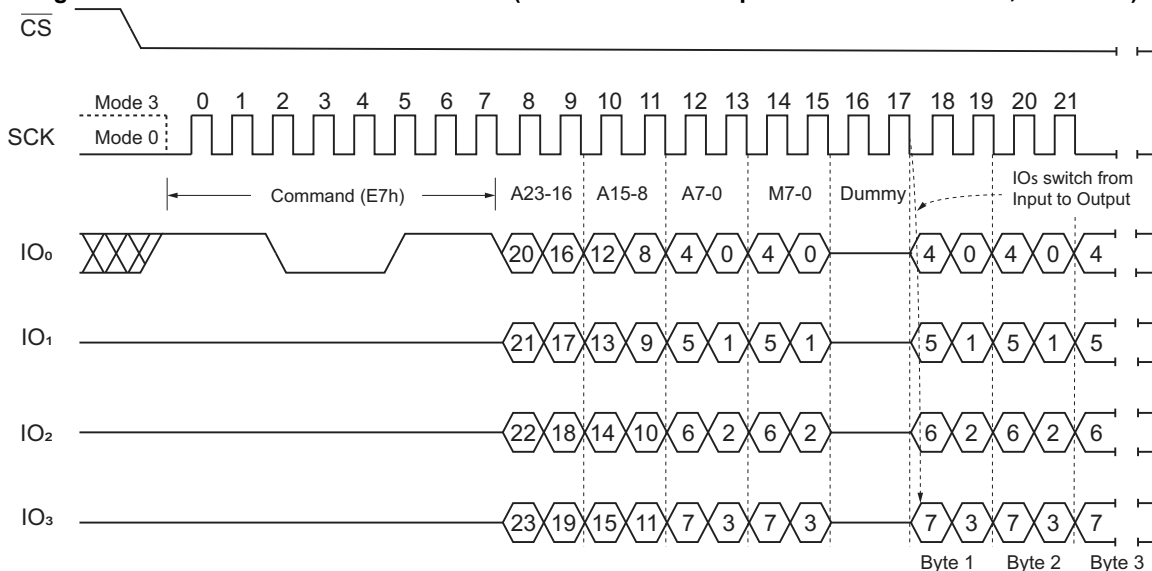 CS
Mode 3 0 1 2 3 4 5 6 7 8 9 10 11 12 13 14 15 16 17 18 19 20 21
SCK Mode 0
Command (E7h) A23-16 A15-8 A7-0 M7-0 Dummy
IOs switch from
Input to Output
IO₀ 20 16 12 8 4 0 4 0 4 0 4 0 4
IO₁ 21 17 13 9 5 1 5 1 5 1 5 1 5
IO₂ 22 18 14 10 6 2 6 2 6 2 6 2 6
IO₃ 23 19 15 11 7 3 7 3 7 3 7 3 7
Byte 1 Byte 2 Byte 3